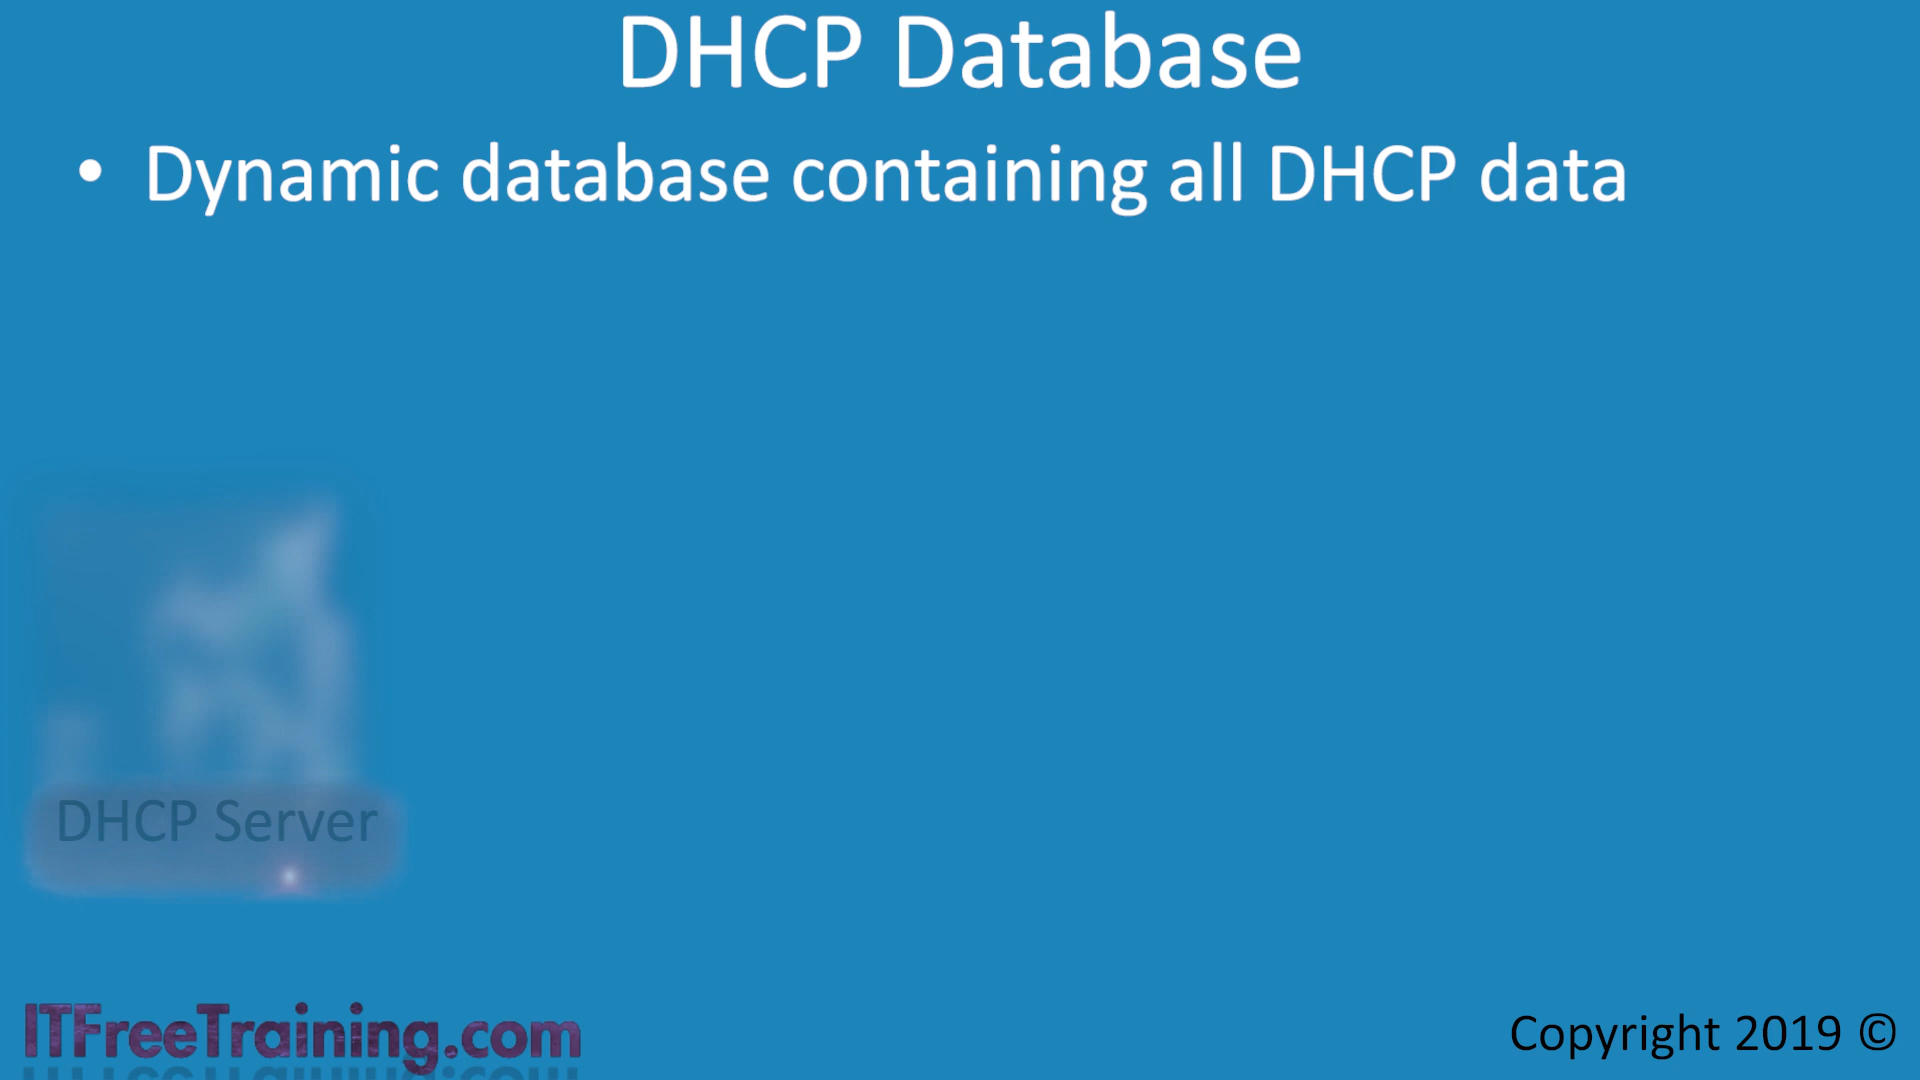 DHCP Database
• Dynamic database containing all DHCP data
DHCP Server
ITFreeTraining.com
Copyright 2019 ©